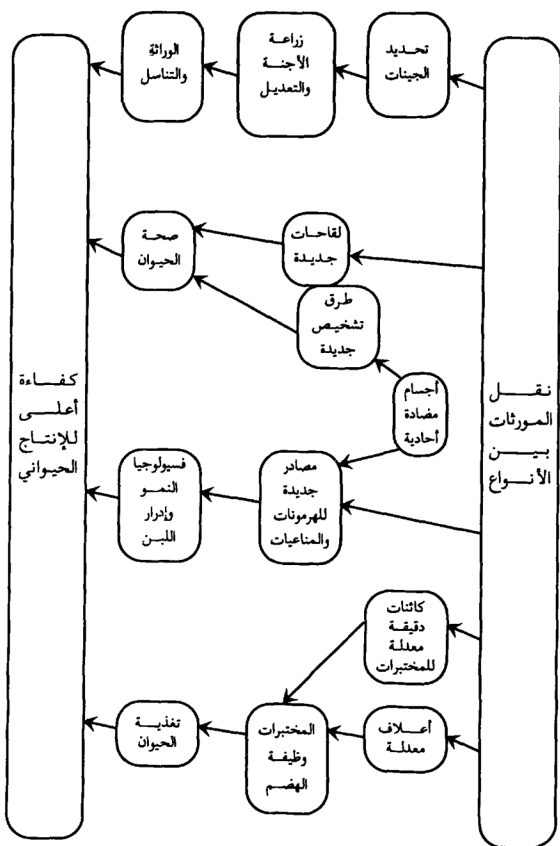 تحديد
الجينات
زراعة
الأجنة
والتعديل
الوراثة
والتناسل
لقاحات
جديدة
صحة
الحيوان
طرق
تشخيص
جديدة
أجسام
مضادة
أحادية
نقل
المورثات
بين
الأنواع
كفاءة
أعلى
للإنتاج
الحيواني
مصادر
جديدة
للهرمونات
والمناعيات
فسيولوجيا
النمو
وإدرار
اللبن
كائنات
دقيقة
معدلة
للمختبرات
أعلاف
معدلة
المختبرات
وظيفة
الهضم
تغذية
الحيوان